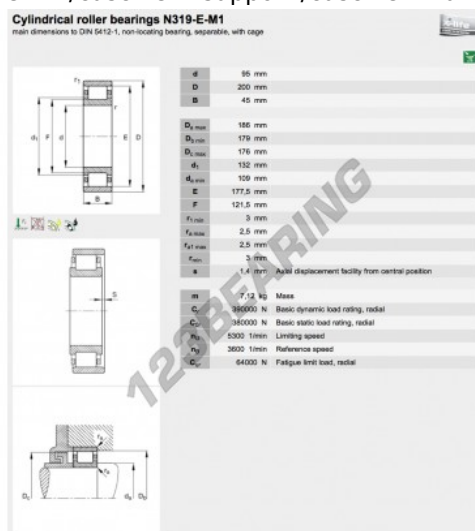 Cylindrical roller bearings N319-E-M1
main dimensions to DIN 5412-1, non-locating bearing, separable, with cage
d 95 mm
D 200 mm
B 45 mm
Da max 186 mm
Db min 179 mm
Dc max 176 mm
d1 132 mm
da min 109 mm
E 177,5 mm
F 121,5 mm
r1 min 3 mm
ra max 2,5 mm
ra1 max 2,5 mm
rmin 3 mm
s 1,4 mm Axial displacement facility from central position
m 7,12 kg Mass
Cr 390000 N Basic dynamic load rating, radial
380000 N Basic static load rating, radial
nG 5300 1/min Limiting speed
3600 1/min Reference speed
64000 N Fatigue limit load, radial
123BEARING